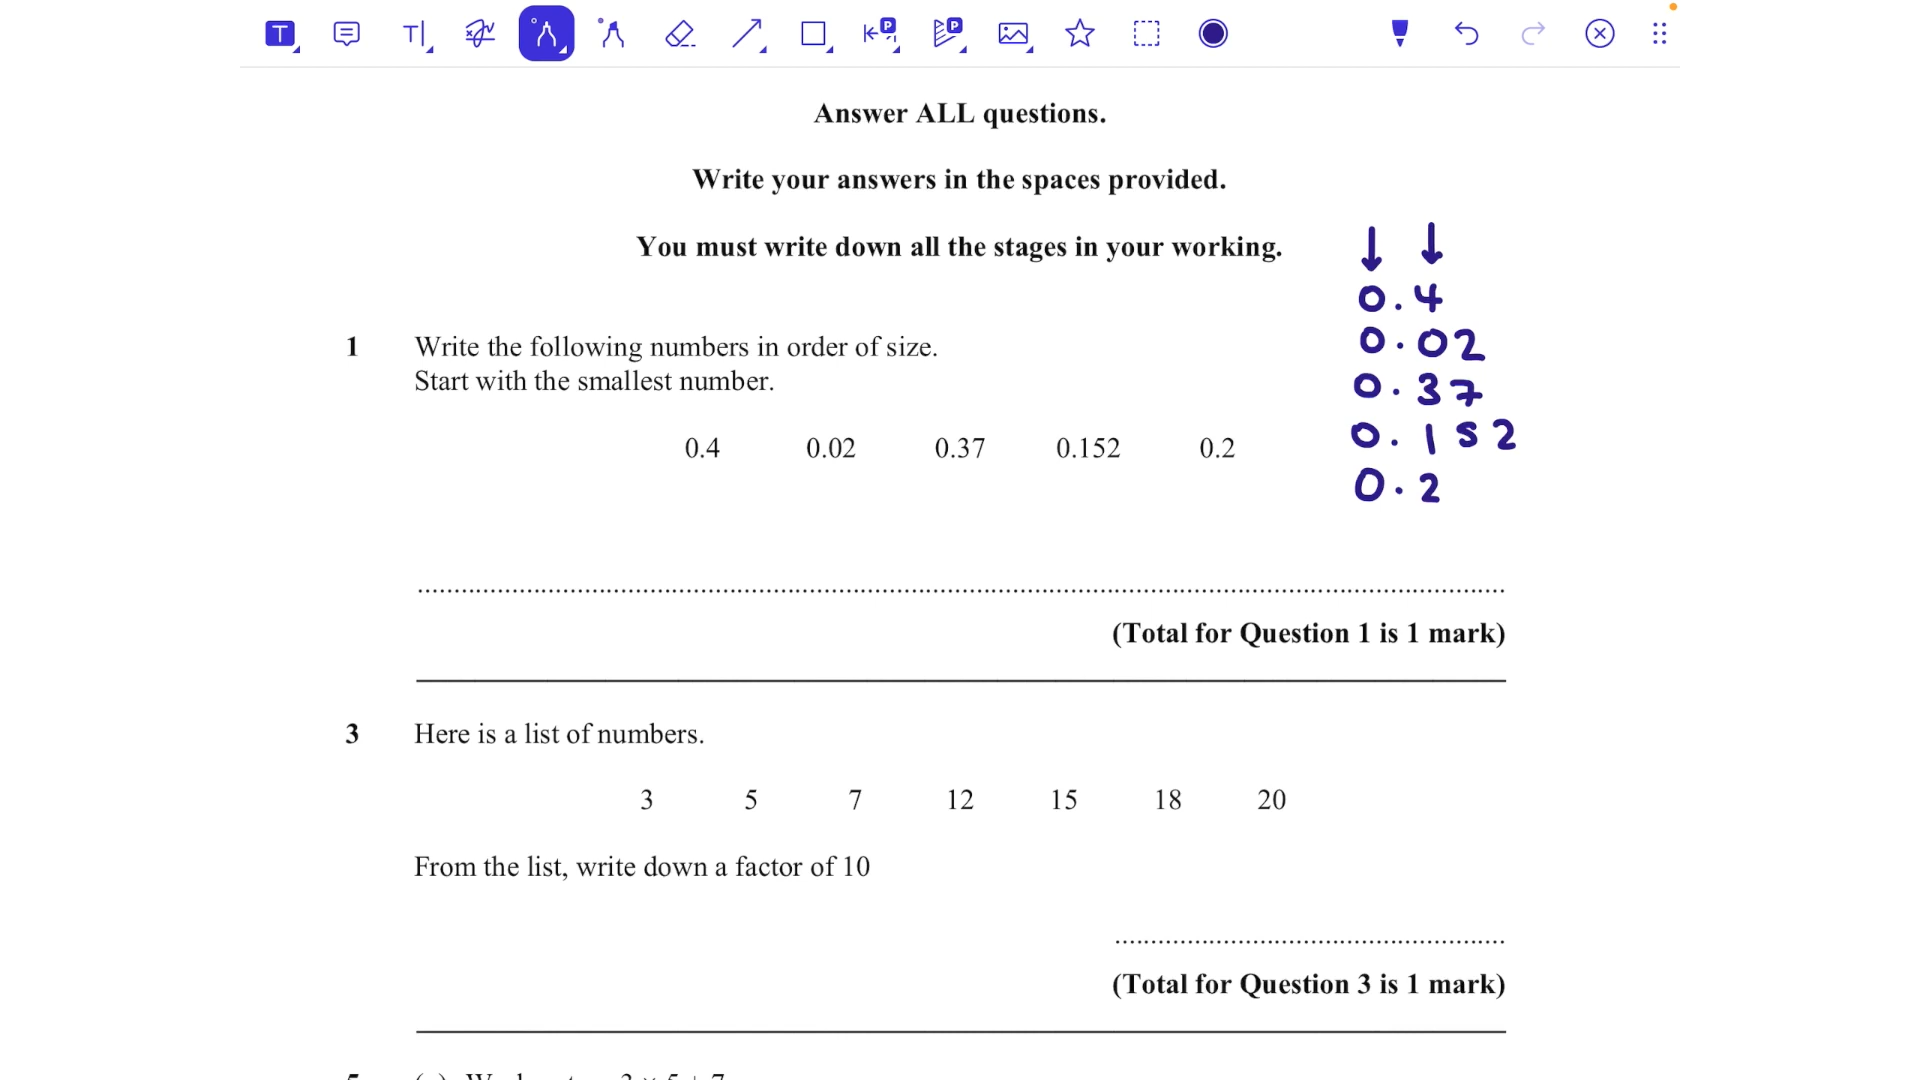 Answer ALL questions.
Write your answers in the spaces provided.
You must write down all the stages in your working.
0.4
0.02
0.37
0.152
0.2
1 Write the following numbers in order of size.
Start with the smallest number.
0.4 0.02 0.37 0.152 0.2
(Total for Question 1 is 1 mark)
3 Here is a list of numbers.
3 5 7 12 15 18 20
From the list, write down a factor of 10
(Total for Question 3 is 1 mark)